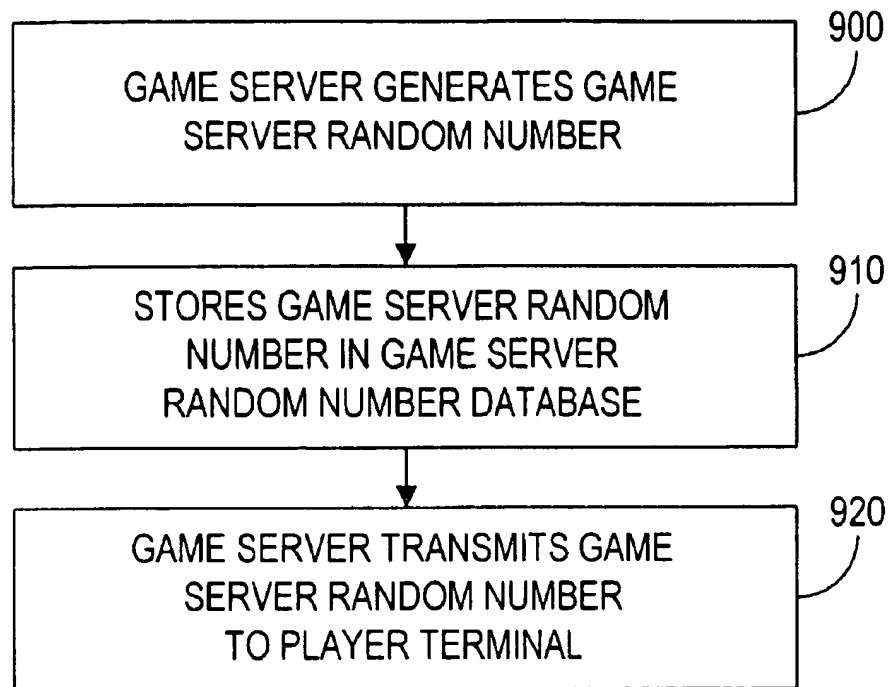 900
GAME SERVER GENERATES GAME
SERVER RANDOM NUMBER
910
STORES GAME SERVER RANDOM
NUMBER IN GAME SERVER
RANDOM NUMBER DATABASE
920
GAME SERVER TRANSMITS GAME
SERVER RANDOM NUMBER
TO PLAYER TERMINAL